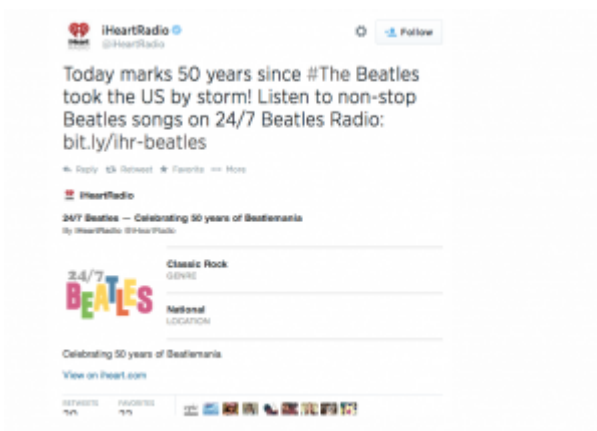 iHeartRadio
@iHeartRadio
Follow
Today marks 50 years since #The Beatles
took the US by storm! Listen to non-stop
Beatles songs on 24/7 Beatles Radio:
bit.ly/ihr-beatles
Reply Retweet Favorite More
iHeartRadio
24/7 Beatles — Celebrating 50 years of Beatlemania
By iHeartRadio @iHeartRadio
Classic Rock
GENRE
24/7
BEATLES
National
LOCATION
Celebrating 50 years of Beatlemania
View on iheart.com
RETWEETS FAVORITES